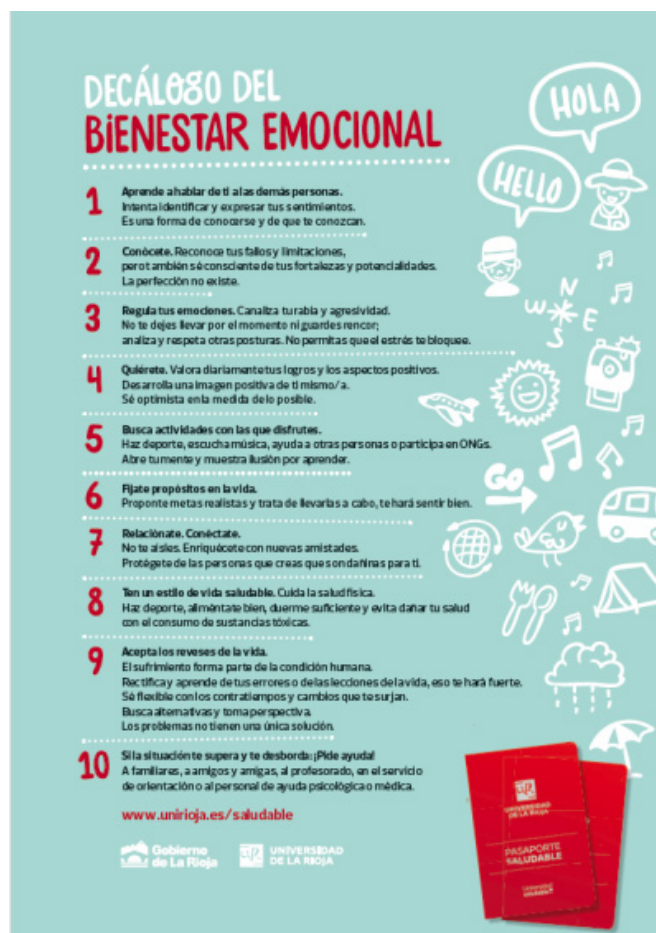 DECÁLOGO DEL
BIENESTAR EMOCIONAL
HOLA
HELLO
1
Aprende a hablar de ti a las demás personas.
Intenta identificar y expresar tus sentimientos.
Es una forma de conocerse y de que te conozcan.
2
Conócete. Reconoce tus fallos y limitaciones,
pero también sé consciente de tus fortalezas y potencialidades.
La perfección no existe.
N
W E
S
3
Regula tus emociones. Canaliza tu rabia y agresividad.
No te dejes llevar por el momento ni guardes rencor;
analiza y respeta otras posturas. No permitas que el estrés te bloquee.
4
Quiérete. Valora diariamente tus logros y los aspectos positivos.
Desarrolla una imagen positiva de ti mismo/a.
Sé optimista en la medida de lo posible.
5
Busca actividades con las que disfrutes.
Haz deporte, escucha música, ayuda a otras personas o participa en ONGs.
Abre tu mente y muestra ilusión por aprender.
GO
6
Fíjate propósitos en la vida.
Proponte metas realistas y trata de llevarlas a cabo, te hará sentir bien.
7
Relaciónate. Conéctate.
No te aísles. Enriquécete con nuevas amistades.
Protégete de las personas que creas que son dañinas para ti.
8
Ten un estilo de vida saludable. Cuida la salud física.
Haz deporte, aliméntate bien, duerme suficiente y evita dañar tu salud
con el consumo de sustancias tóxicas.
9
Acepta los reveses de la vida.
El sufrimiento forma parte de la condición humana.
Rectifica y aprende de tus errores o de las lecciones de la vida, eso te hará fuerte.
Sé flexible con los contratiempos y cambios que te surjan.
Busca alternativas y toma perspectiva.
Los problemas no tienen una única solución.
10
Si la situación te supera y te desborda: ¡Pide ayuda!
A familiares, a amigos y amigas, al profesorado, en el servicio
de orientación o al personal de ayuda psicológica o médica.
www.unirioja.es/saludable
Gobierno
de La Rioja
UNIVERSIDAD
DE LA RIOJA
UNIVERSIDAD
DE LA RIOJA
PASAPORTE
SALUDABLE